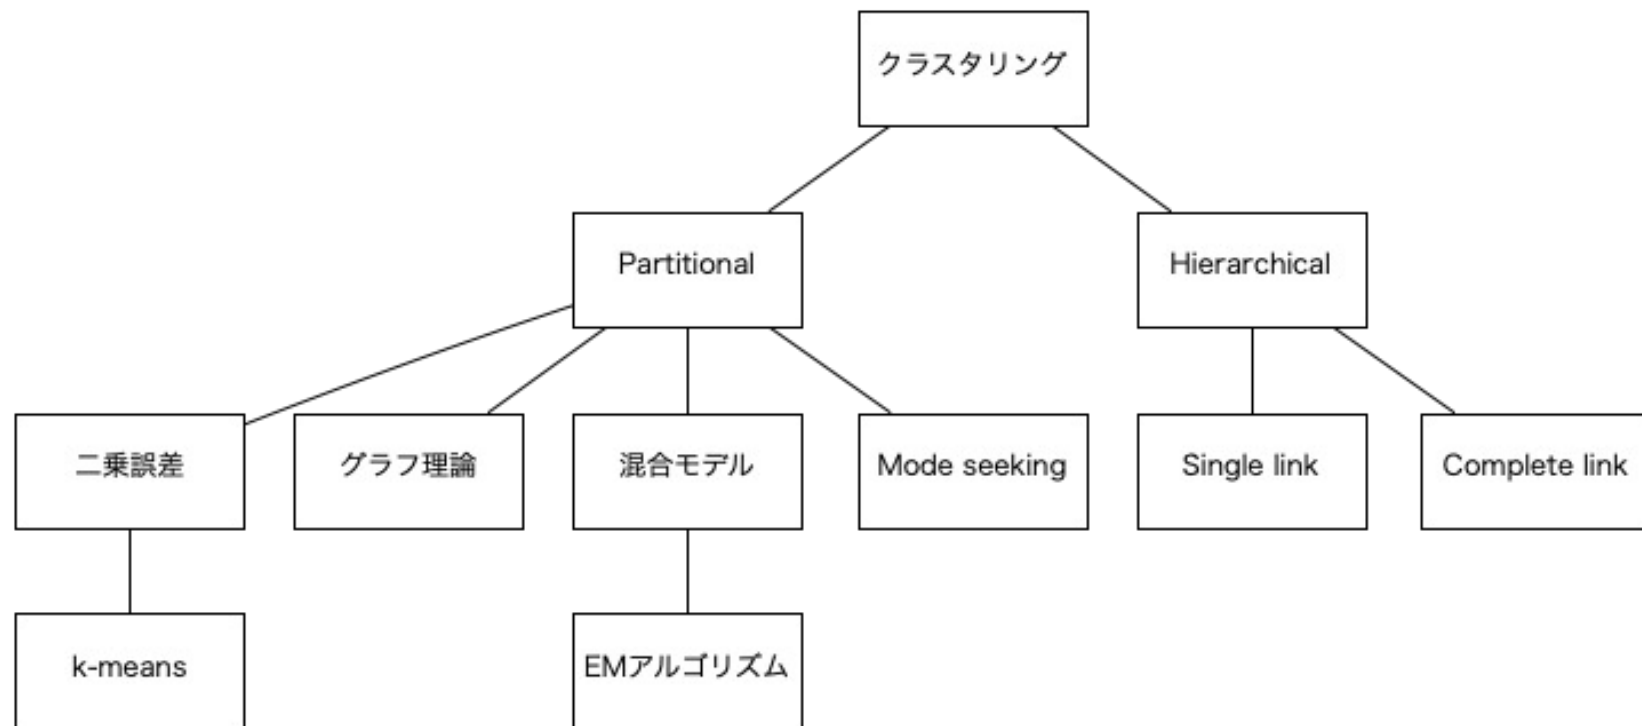 クラスタリング
Partitional
Hierarchical
二乗誤差
グラフ理論
混合モデル
Mode seeking
Single link
Complete link
k-means
EMアルゴリズム